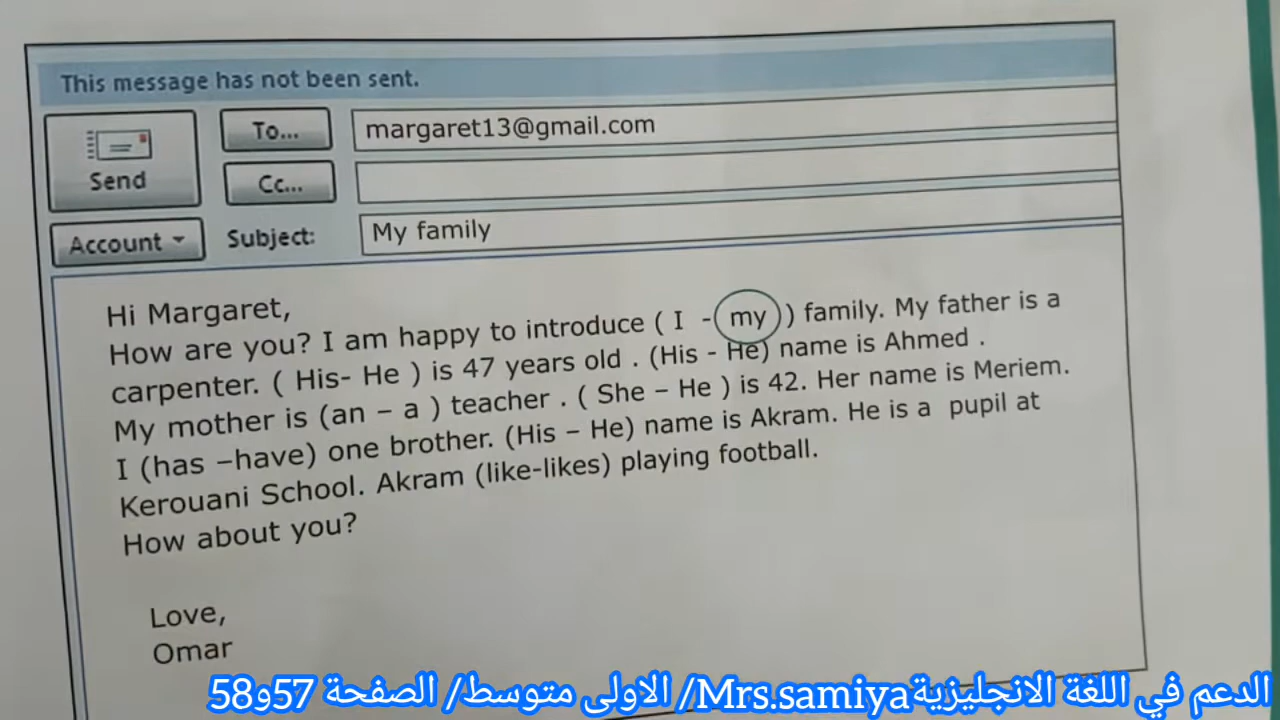 This message has not been sent.
Send
To...
margaret13@gmail.com
Cc...
Account
Subject:
My family
Hi Margaret,
How are you? I am happy to introduce ( I - my ) ) family. My father is a
carpenter. ( His- He ) is 47 years old . (His - He) name is Ahmed .
My mother is (an – a ) teacher . ( She – He ) is 42. Her name is Meriem.
I (has –have) one brother. (His – He) name is Akram. He is a pupil at
Kerouani School. Akram (like-likes) playing football.
How about you?
Love,
Omar
الدعم في اللغة الانجليزيةMrs.samiya/ الاولى متوسط/ الصفحة 57و58